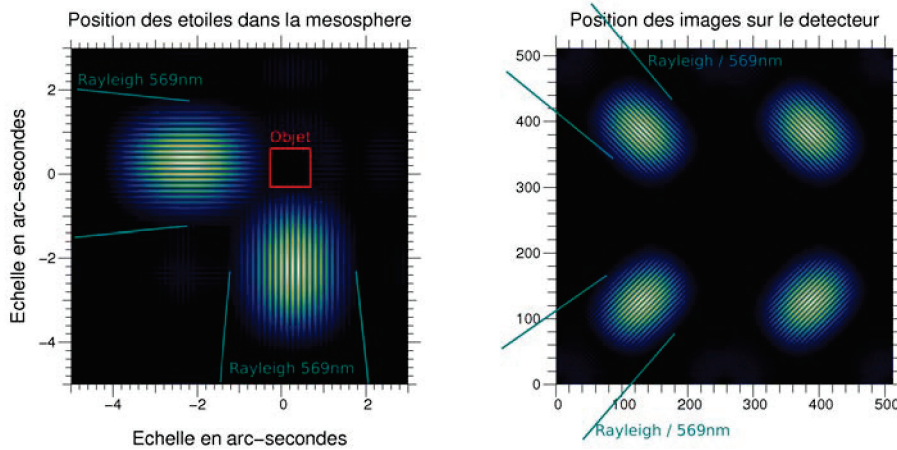 Position des etoiles dans la mesosphere
Echelle en arc-secondes
2
0
-2
-4
Rayleigh 569nm
Objet
Rayleigh 569nm
-4
-2
0
2
Echelle en arc-secondes
Position des images sur le detecteur
500
400
300
200
100
0
Rayleigh / 569nm
0
100
200
300
400
500
Rayleigh / 569nm